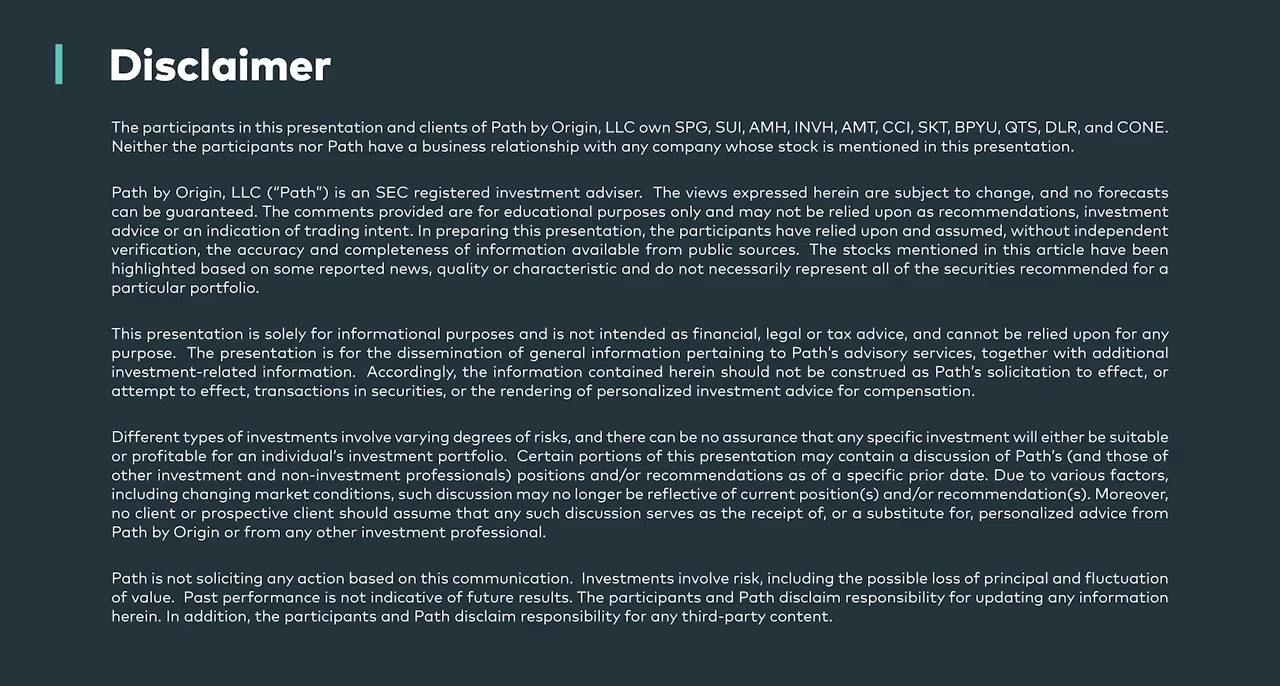 Disclaimer
The participants in this presentation and clients of Path by Origin, LLC own SPG, SUI, AMH, INVH, AMT, CCI, SKT, BPYU, QTS, DLR, and CONE.
Neither the participants nor Path have a business relationship with any company whose stock is mentioned in this presentation.
Path by Origin, LLC (“Path”) is an SEC registered investment adviser.  The views expressed herein are subject to change, and no forecasts
can be guaranteed. The comments provided are for educational purposes only and may not be relied upon as recommendations, investment
advice or an indication of trading intent. In preparing this presentation, the participants have relied upon and assumed, without independent
verification, the accuracy and completeness of information available from public sources.  The stocks mentioned in this article have been
highlighted based on some reported news, quality or characteristic and do not necessarily represent all of the securities recommended for a
particular portfolio.
This presentation is solely for informational purposes and is not intended as financial, legal or tax advice, and cannot be relied upon for any
purpose.  The presentation is for the dissemination of general information pertaining to Path’s advisory services, together with additional
investment-related information.  Accordingly, the information contained herein should not be construed as Path’s solicitation to effect, or
attempt to effect, transactions in securities, or the rendering of personalized investment advice for compensation.
Different types of investments involve varying degrees of risks, and there can be no assurance that any specific investment will either be suitable
or profitable for an individual’s investment portfolio.  Certain portions of this presentation may contain a discussion of Path’s (and those of
other investment and non-investment professionals) positions and/or recommendations as of a specific prior date. Due to various factors,
including changing market conditions, such discussion may no longer be reflective of current position(s) and/or recommendation(s). Moreover,
no client or prospective client should assume that any such discussion serves as the receipt of, or a substitute for, personalized advice from
Path by Origin or from any other investment professional.
Path is not soliciting any action based on this communication.  Investments involve risk, including the possible loss of principal and fluctuation
of value.  Past performance is not indicative of future results. The participants and Path disclaim responsibility for updating any information
herein. In addition, the participants and Path disclaim responsibility for any third-party content.